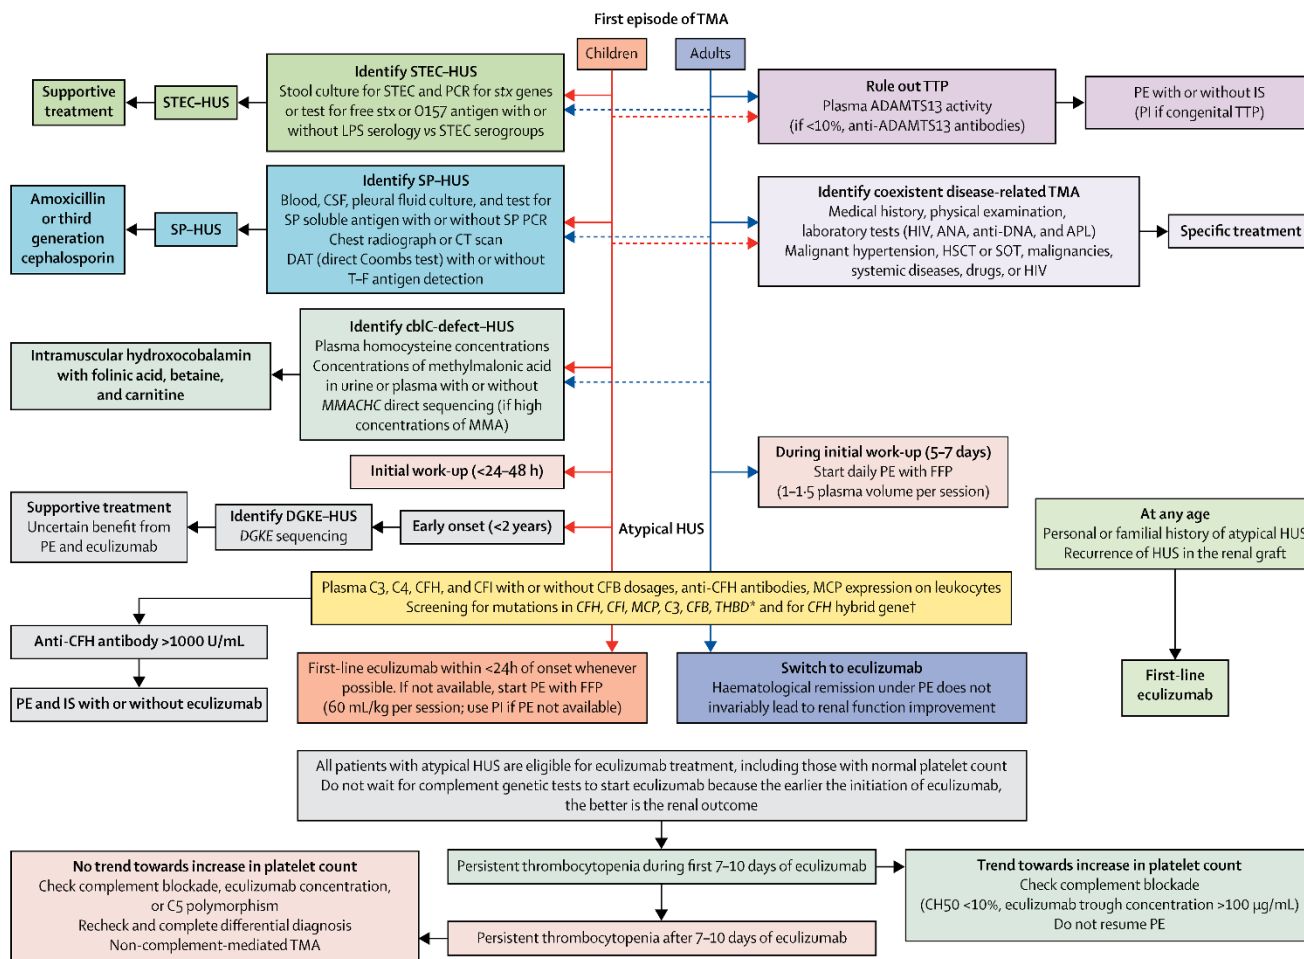 First episode of TMA
Children
Adults
Supportive
treatment
STEC–HUS
Identify STEC–HUS
Stool culture for STEC and PCR for stx genes
or test for free stx or O157 antigen with or
without LPS serology vs STEC serogroups
Rule out TTP
Plasma ADAMTS13 activity
(if <10%, anti-ADAMTS13 antibodies)
PE with or without IS
(PI if congenital TTP)
Amoxicillin
or third
generation
cephalosporin
SP–HUS
Identify SP–HUS
Blood, CSF, pleural fluid culture, and test for
SP soluble antigen with or without SP PCR
Chest radiograph or CT scan
DAT (direct Coombs test) with or without
T–F antigen detection
Identify coexistent disease-related TMA
Medical history, physical examination,
laboratory tests (HIV, ANA, anti-DNA, and APL)
Malignant hypertension, HSCT or SOT, malignancies,
systemic diseases, drugs, or HIV
Specific treatment
Intramuscular hydroxocobalamin
with folinic acid, betaine,
and carnitine
Identify cblC-defect–HUS
Plasma homocysteine concentrations
Concentrations of methylmalonic acid
in urine or plasma with or without
MMACHC direct sequencing (if high
concentrations of MMA)
Initial work-up (<24–48 h)
During initial work-up (5–7 days)
Start daily PE with FFP
(1–1·5 plasma volume per session)
Supportive treatment
Uncertain benefit from
PE and eculizumab
Identify DGKE–HUS
DGKE sequencing
Early onset (<2 years)
Atypical HUS
At any age
Personal or familial history of atypical HUS
Recurrence of HUS in the renal graft
Plasma C3, C4, CFH, and CFI with or without CFB dosages, anti-CFH antibodies, MCP expression on leukocytes
Screening for mutations in CFH, CFI, MCP, C3, CFB, THBD* and for CFH hybrid gene†
Anti-CFH antibody >1000 U/mL
PE and IS with or without eculizumab
First-line eculizumab within <24h of onset whenever
possible. If not available, start PE with FFP
(60 mL/kg per session; use PI if PE not available)
Switch to eculizumab
Haematological remission under PE does not
invariably lead to renal function improvement
First-line
eculizumab
All patients with atypical HUS are eligible for eculizumab treatment, including those with normal platelet count
Do not wait for complement genetic tests to start eculizumab because the earlier the initiation of eculizumab,
the better is the renal outcome
No trend towards increase in platelet count
Check complement blockade, eculizumab concentration,
or C5 polymorphism
Recheck and complete differential diagnosis
Non-complement-mediated TMA
Persistent thrombocytopenia during first 7–10 days of eculizumab
Persistent thrombocytopenia after 7–10 days of eculizumab
Trend towards increase in platelet count
Check complement blockade
(CH50 <10%, eculizumab trough concentration >100 µg/mL)
Do not resume PE